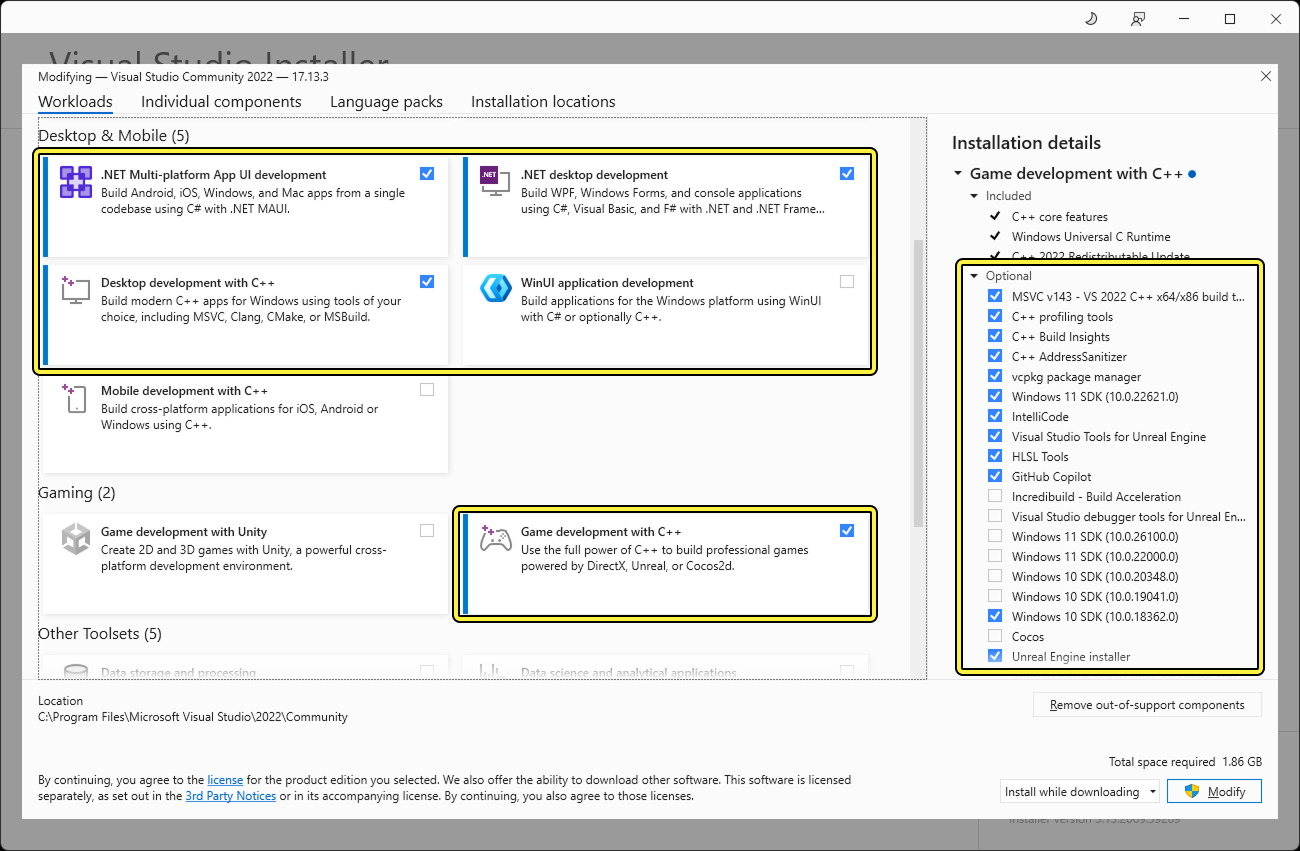 Visual Studio Installer
Modifying — Visual Studio Community 2022 — 17.13.3
Workloads
Individual components
Language packs
Installation locations
Desktop & Mobile (5)
.NET Multi-platform App UI development
Build Android, iOS, Windows, and Mac apps from a single
codebase using C# with .NET MAUI.
.NET
.NET desktop development
Build WPF, Windows Forms, and console applications
using C#, Visual Basic, and F# with .NET and .NET Frame...
Desktop development with C++
Build modern C++ apps for Windows using tools of your
choice, including MSVC, Clang, CMake, or MSBuild.
WinUI application development
Build applications for the Windows platform using WinUI
with C# or optionally C++.
Mobile development with C++
Build cross-platform applications for iOS, Android or
Windows using C++.
Gaming (2)
Game development with Unity
Create 2D and 3D games with Unity, a powerful cross-
platform development environment.
Game development with C++
Use the full power of C++ to build professional games
powered by DirectX, Unreal, or Cocos2d.
Other Toolsets (5)
Data storage and processing
Data science and analytical applications
Installation details
Game development with C++
Included
C++ core features
Windows Universal C Runtime
C++ 2022 Redistributable Update
Optional
MSVC v143 - VS 2022 C++ x64/x86 build t...
C++ profiling tools
C++ Build Insights
C++ AddressSanitizer
vcpkg package manager
Windows 11 SDK (10.0.22621.0)
IntelliCode
Visual Studio Tools for Unreal Engine
HLSL Tools
GitHub Copilot
Incredibuild - Build Acceleration
Visual Studio debugger tools for Unreal En...
Windows 11 SDK (10.0.26100.0)
Windows 11 SDK (10.0.22000.0)
Windows 10 SDK (10.0.20348.0)
Windows 10 SDK (10.0.19041.0)
Windows 10 SDK (10.0.18362.0)
Cocos
Unreal Engine installer
Location
C:\Program Files\Microsoft Visual Studio\2022\Community
Remove out-of-support components
Total space required 1.86 GB
By continuing, you agree to the license for the product edition you selected. We also offer the ability to download other software. This software is licensed
separately, as set out in the 3rd Party Notices or in its accompanying license. By continuing, you also agree to those licenses.
Install while downloading
Modify
Installer version 3.13.2069.59209